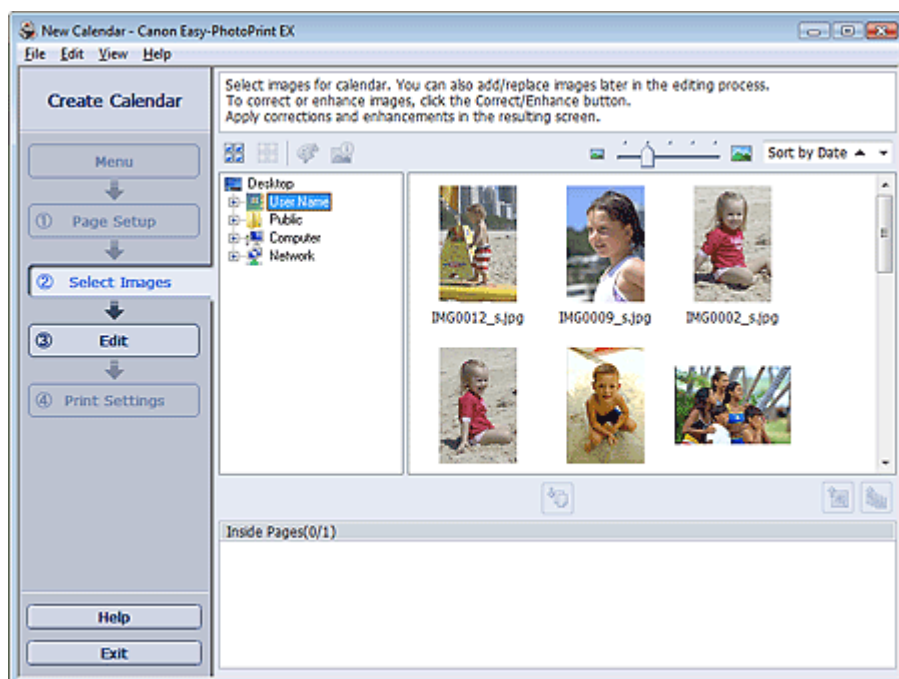 New Calendar - Canon Easy-PhotoPrint EX
File Edit View Help
Create Calendar
Menu
① Page Setup
② Select Images
③ Edit
④ Print Settings
Help
Exit
Select images for calendar. You can also add/replace images later in the editing process.
To correct or enhance images, click the Correct/Enhance button.
Apply corrections and enhancements in the resulting screen.
Sort by Date
Desktop
User Name
Public
Computer
Network
IMG0012_s.jpg IMG0009_s.jpg IMG0002_s.jpg
Inside Pages(0/1)